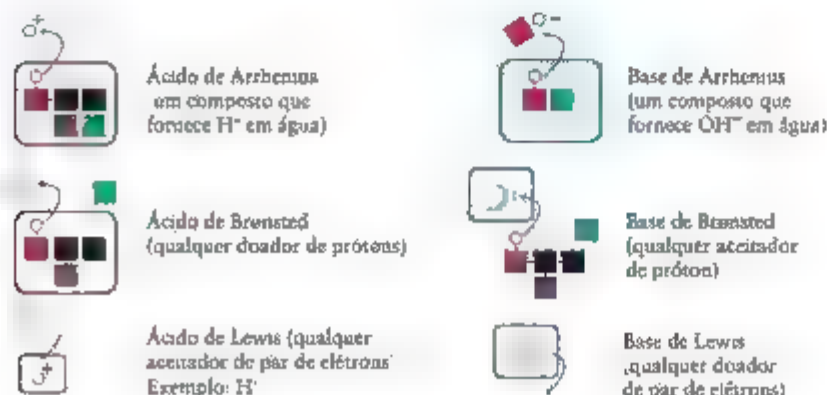 Ácido de Arrhenius
um composto que
fornece H⁺ em água)
Base de Arrhenius
(um composto que
fornece OH⁻ em água)
Ácido de Brønsted
(qualquer doador de prótons)
Base de Brønsted
(qualquer aceitador
de próton)
Ácido de Lewis (qualquer
aceitador de par de elétrons
Exemplo: H⁺
Base de Lewis
(qualquer doador
de par de elétrons)